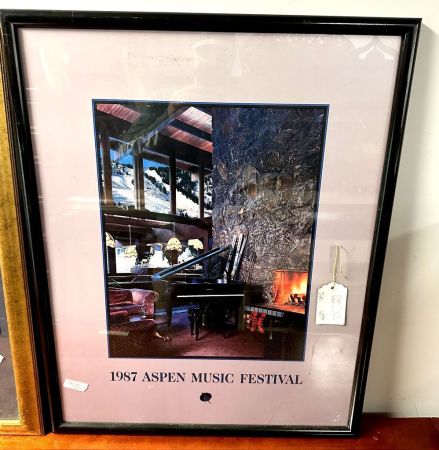 1987 ASPEN MUSIC FESTIVAL